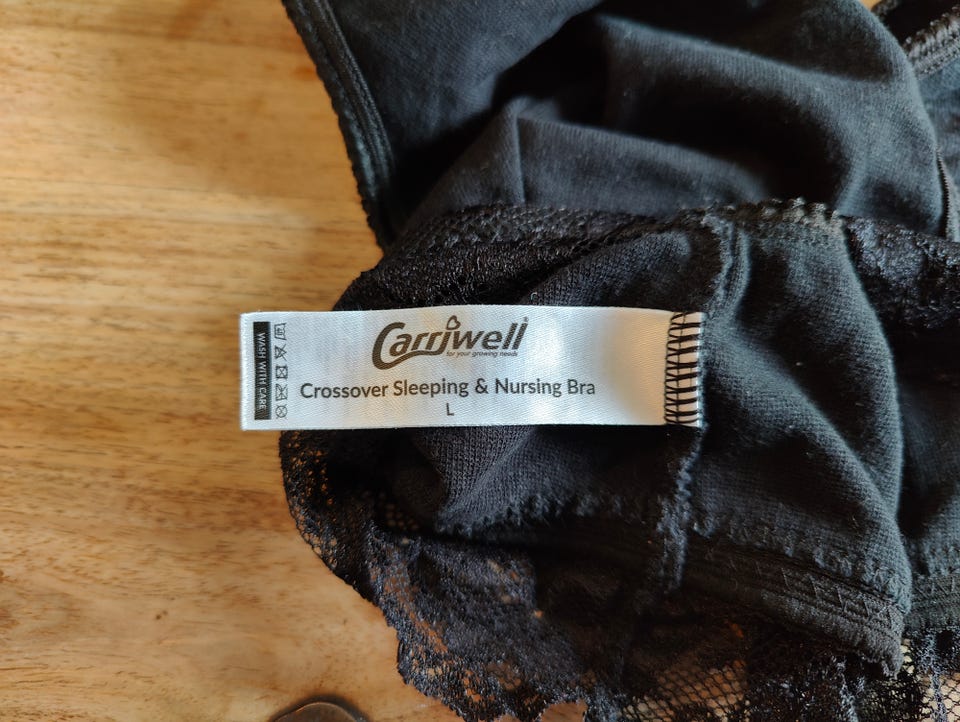 WASH WITH CARE
Carriwell®
for your growing needs
Crossover Sleeping & Nursing Bra
L